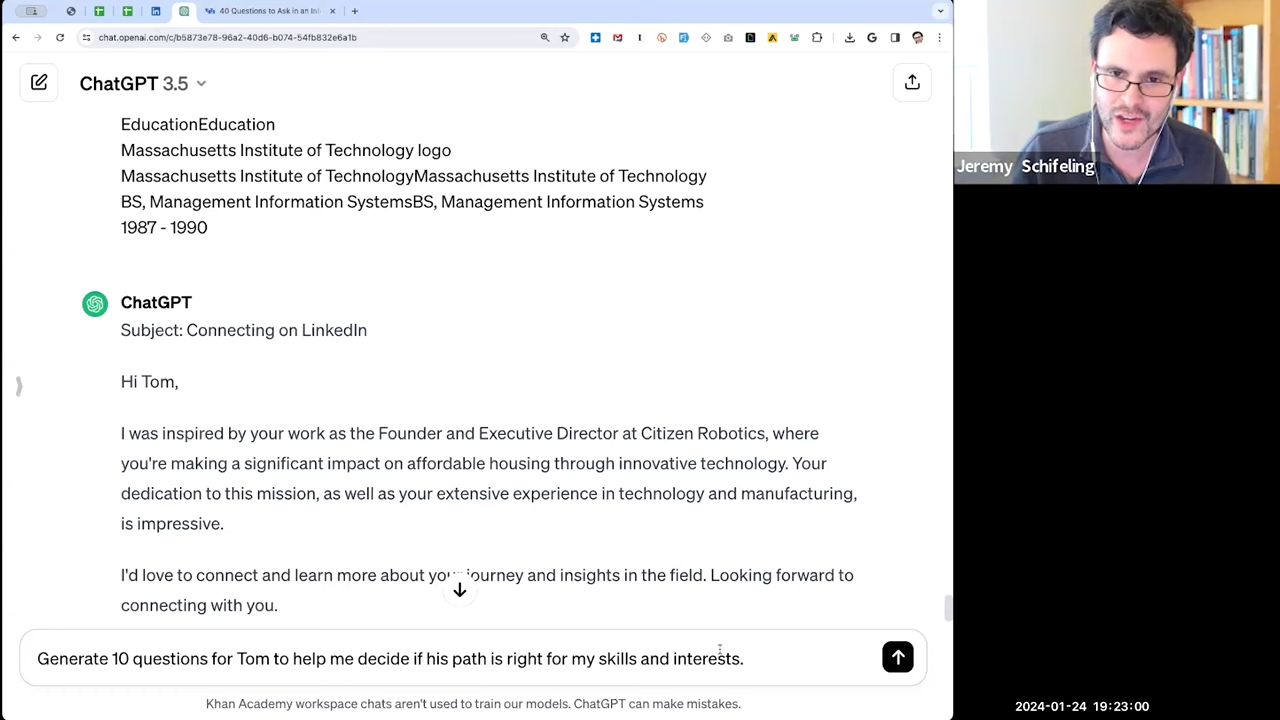 40 Questions to Ask in an In
chat.openai.com/c/b5873e78-96a2-40d6-b074-54fb832e6a1b
ChatGPT 3.5
EducationEducation
Massachusetts Institute of Technology logo
Massachusetts Institute of TechnologyMassachusetts Institute of Technology
BS, Management Information SystemsBS, Management Information Systems
1987 - 1990
ChatGPT
Subject: Connecting on LinkedIn
Hi Tom,
I was inspired by your work as the Founder and Executive Director at Citizen Robotics, where
you're making a significant impact on affordable housing through innovative technology. Your
dedication to this mission, as well as your extensive experience in technology and manufacturing,
is impressive.
I'd love to connect and learn more about your journey and insights in the field. Looking forward to
connecting with you.
Generate 10 questions for Tom to help me decide if his path is right for my skills and interests.
Khan Academy workspace chats aren't used to train our models. ChatGPT can make mistakes.
Jeremy Schifeling
2024-01-24 19:23:00